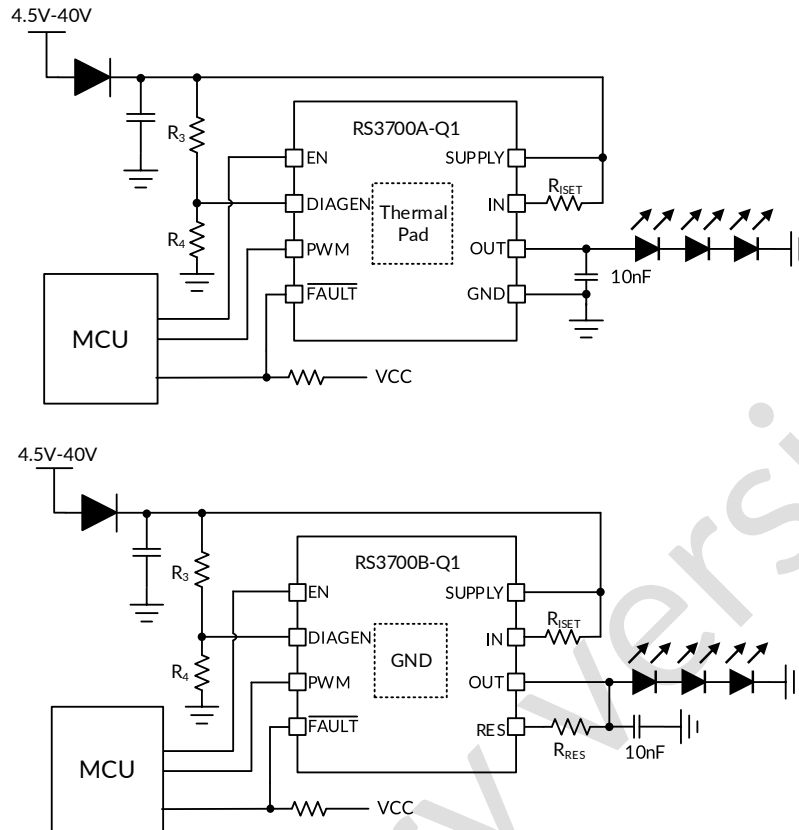 4.5V-40V
RS3700A-Q1
R3
EN
SUPPLY
RISET
DIAGEN
Thermal
Pad
IN
R4
PWM
OUT
10nF
FAULT
GND
MCU
VCC
4.5V-40V
RS3700B-Q1
R3
EN
SUPPLY
RISET
DIAGEN
GND
IN
R4
PWM
OUT
FAULT
RES
RRES
10nF
MCU
VCC
ry versi